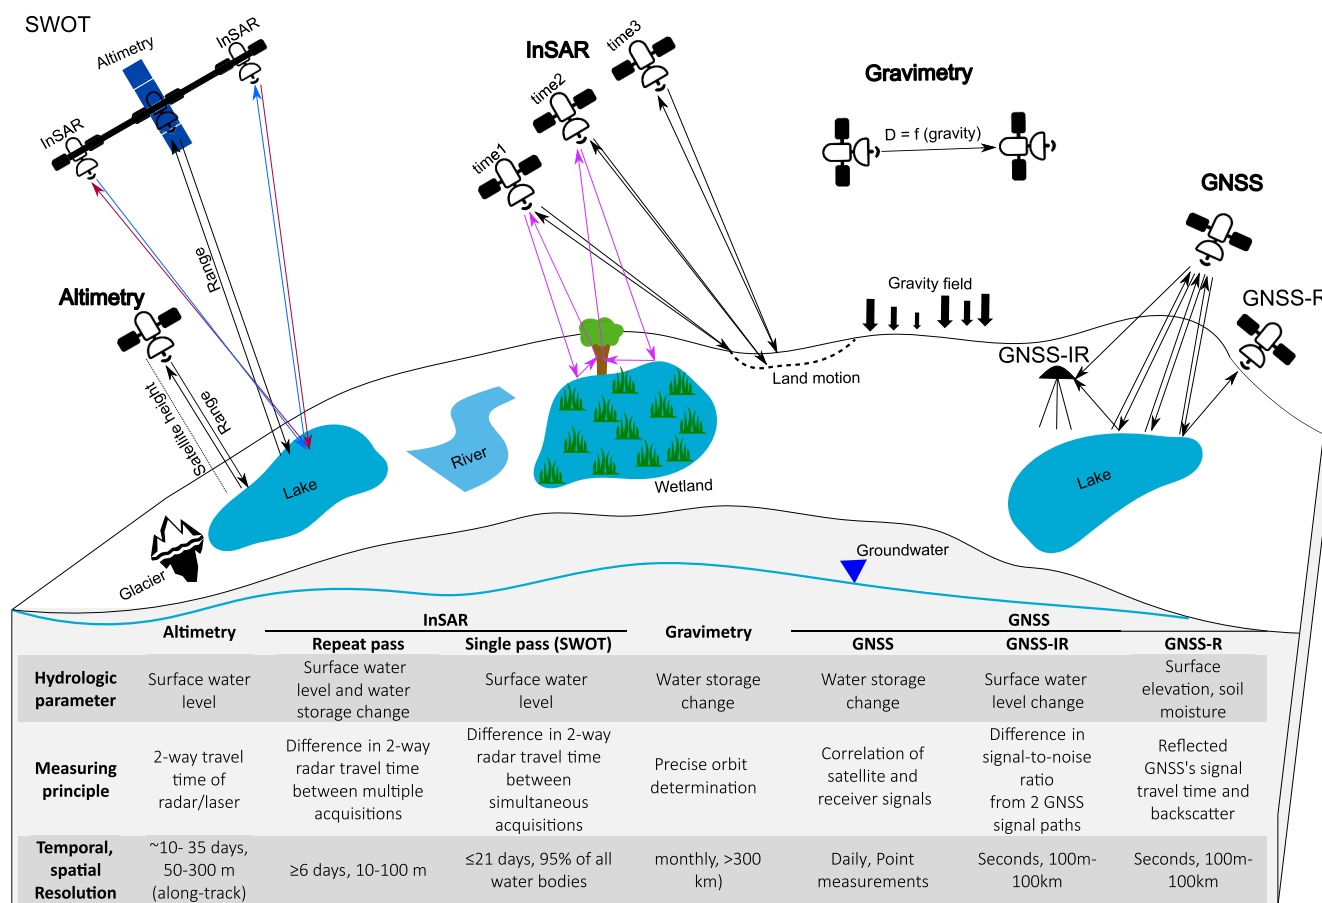 SWOT
InSAR
Altimetry
InSAR
Range
Altimetry
Satellite height
Range
Lake
Glacier
River
InSAR
time1
time2
time3
Wetland
Land motion
Gravimetry
D = f (gravity)
Gravity field
GNSS
GNSS-R
GNSS-IR
Lake
Groundwater
Altimetry
InSAR
Repeat pass
Single pass (SWOT)
Gravimetry
GNSS
GNSS
GNSS-IR
GNSS-R
Hydrologic
parameter
Surface water
level
Surface water
level and water
storage change
Surface water
level
Water storage
change
Water storage
change
Surface water
level change
Surface
elevation, soil
moisture
Measuring
principle
2-way travel
time of
radar/laser
Difference in 2-way
radar travel time
between multiple
acquisitions
Difference in 2-way
radar travel time
between
simultaneous
acquisitions
Precise orbit
determination
Correlation of
satellite and
receiver signals
Difference in
signal-to-noise
ratio
from 2 GNSS
signal paths
Reflected
GNSS's signal
travel time and
backscatter
Temporal,
spatial
Resolution
~10- 35 days,
50-300 m
(along-track)
≥6 days, 10-100 m
≤21 days, 95% of all
water bodies
monthly, >300
km)
Daily, Point
measurements
Seconds, 100m-
100km
Seconds, 100m-
100km